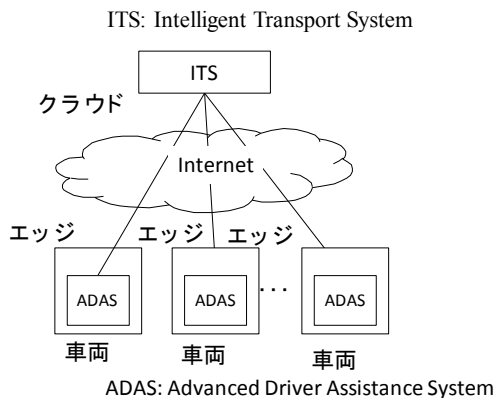 ITS: Intelligent Transport System
ITS
クラウド
Internet
エッジ エッジ エッジ
ADAS ADAS ... ADAS
車両 車両 車両
ADAS: Advanced Driver Assistance System